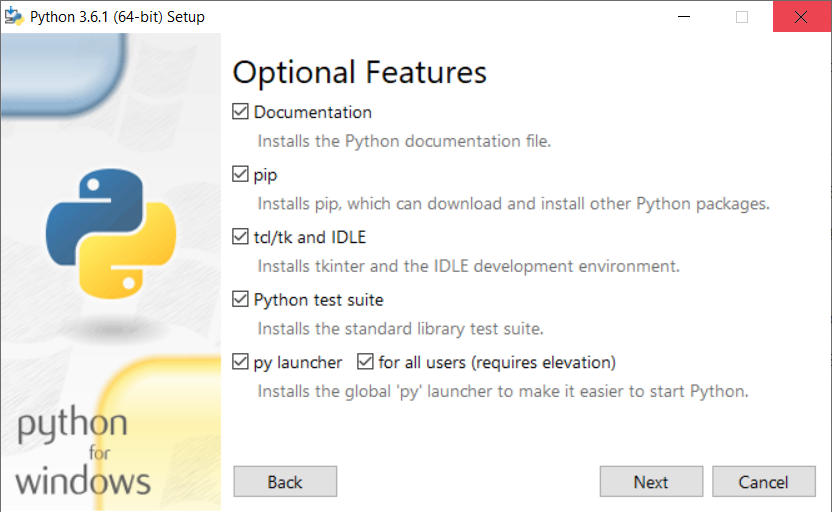 Python 3.6.1 (64-bit) Setup
Optional Features
Documentation
Installs the Python documentation file.
pip
Installs pip, which can download and install other Python packages.
tcl/tk and IDLE
Installs tkinter and the IDLE development environment.
Python test suite
Installs the standard library test suite.
py launcher for all users (requires elevation)
Installs the global 'py' launcher to make it easier to start Python.
python
for
windows
Back Next Cancel